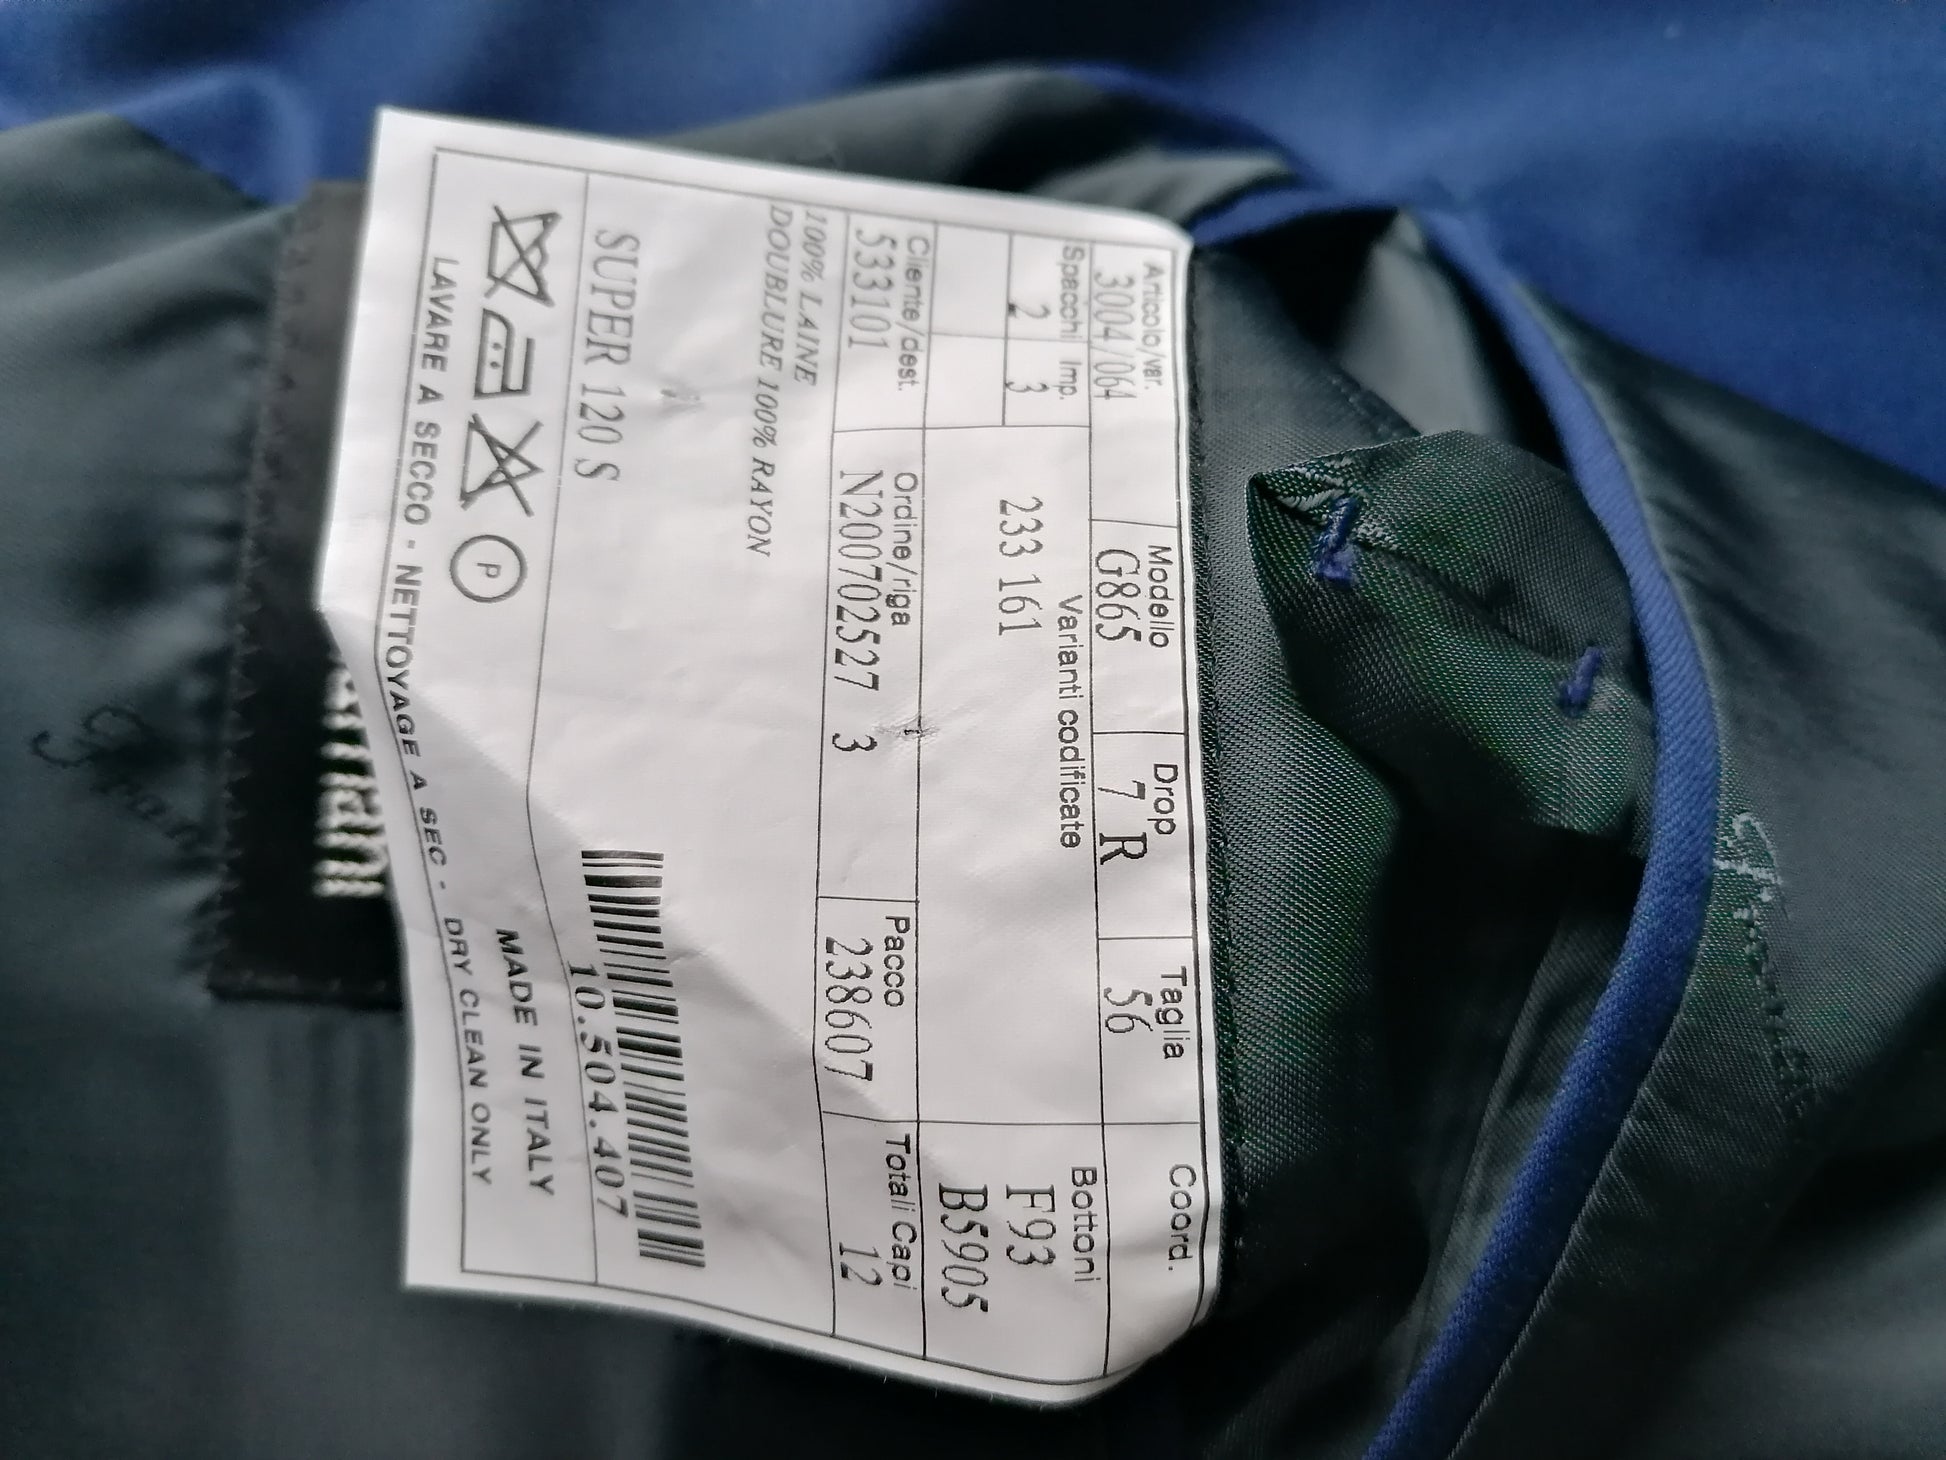 Articolo/var. Modello Drop Taglia Coord.
3004/064 G865 7 R 56
Spacchi Imp. Varianti codificate Bottoni
2 3 233 161 F93
B5905
Cliente/dest. Ordine/riga Pacco Totali Capi
533101 N200702527 3 238607 12
100% LAINE
DOUBLURE 100% RAYON
SUPER 120 S
10.504.407
P
MADE IN ITALY
LAVARE A SECCO - NETTOYAGE A SEC - DRY CLEAN ONLY